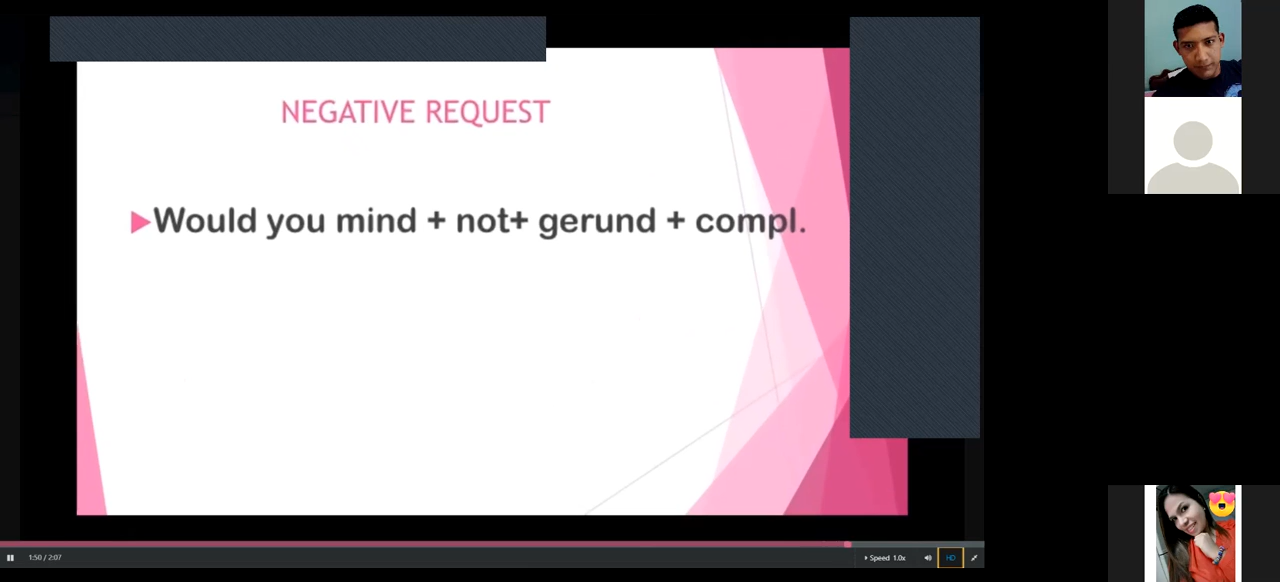 NEGATIVE REQUEST
Would you mind + not+ gerund + compl.
1:50 / 2:07
Speed 1.0x
HD